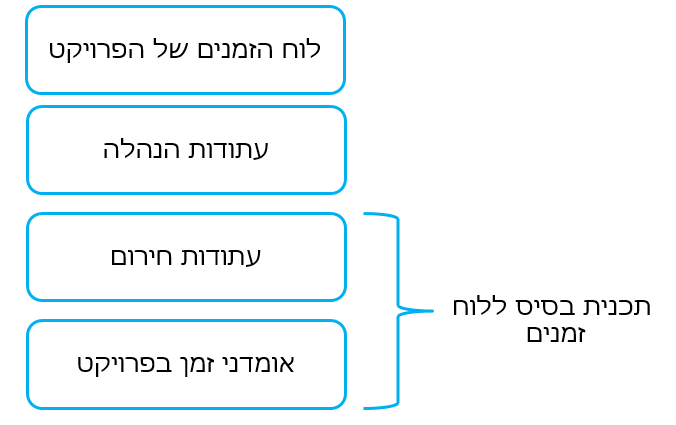 לוח הזמנים של הפרויקט
עתודות הנהלה
עתודות חירום
אומדני זמן בפרויקט
תכנית בסיס ללוח
זמנים